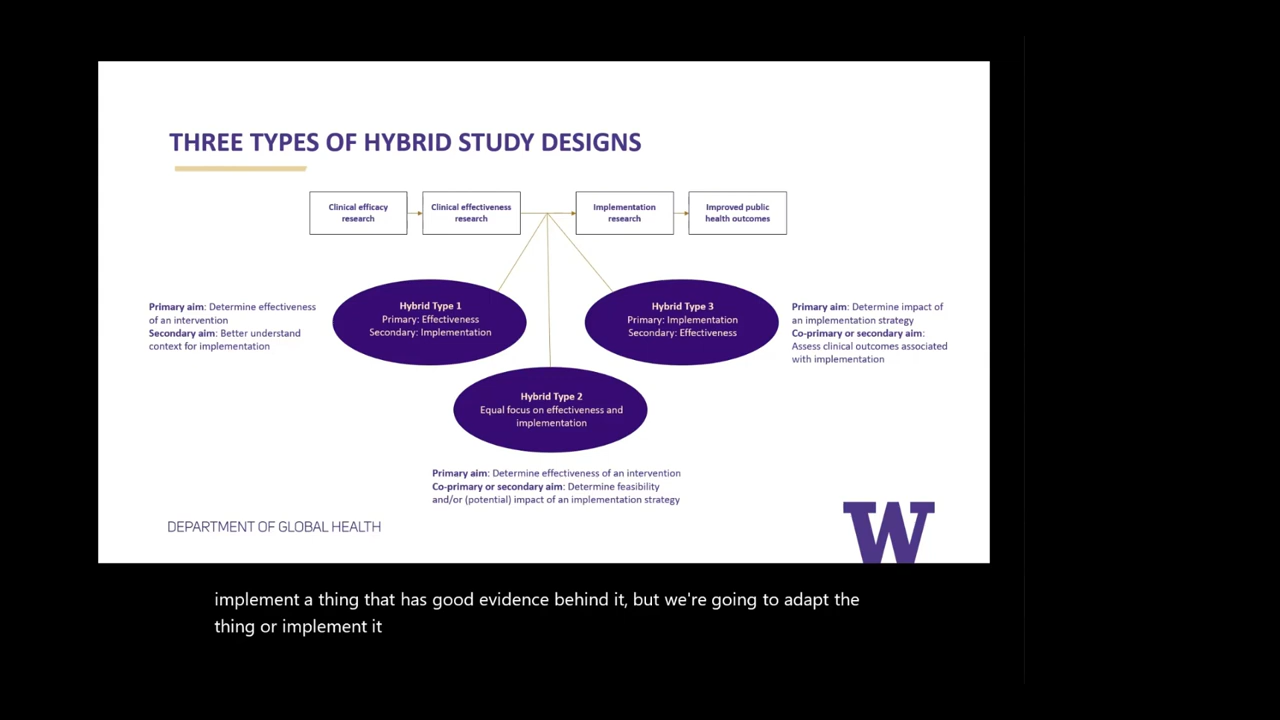 THREE TYPES OF HYBRID STUDY DESIGNS
Clinical efficacy
research
Clinical effectiveness
research
Implementation
research
Improved public
health outcomes
Primary aim: Determine effectiveness
of an intervention
Secondary aim: Better understand
context for implementation
Hybrid Type 1
Primary: Effectiveness
Secondary: Implementation
Hybrid Type 3
Primary: Implementation
Secondary: Effectiveness
Primary aim: Determine impact of
an implementation strategy
Co-primary or secondary aim:
Assess clinical outcomes associated
with implementation
Hybrid Type 2
Equal focus on effectiveness and
implementation
Primary aim: Determine effectiveness of an intervention
Co-primary or secondary aim: Determine feasibility
and/or (potential) impact of an implementation strategy
DEPARTMENT OF GLOBAL HEALTH
W
implement a thing that has good evidence behind it, but we're going to adapt the
thing or implement it